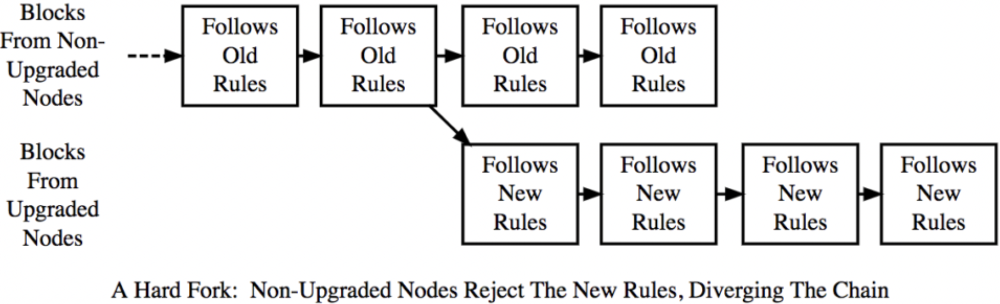 Blocks
From Non-
Upgraded
Nodes
Follows
Old
Rules
Follows
Old
Rules
Follows
Old
Rules
Follows
Old
Rules
Blocks
From
Upgraded
Nodes
Follows
New
Rules
Follows
New
Rules
Follows
New
Rules
Follows
New
Rules
A Hard Fork: Non-Upgraded Nodes Reject The New Rules, Diverging The Chain